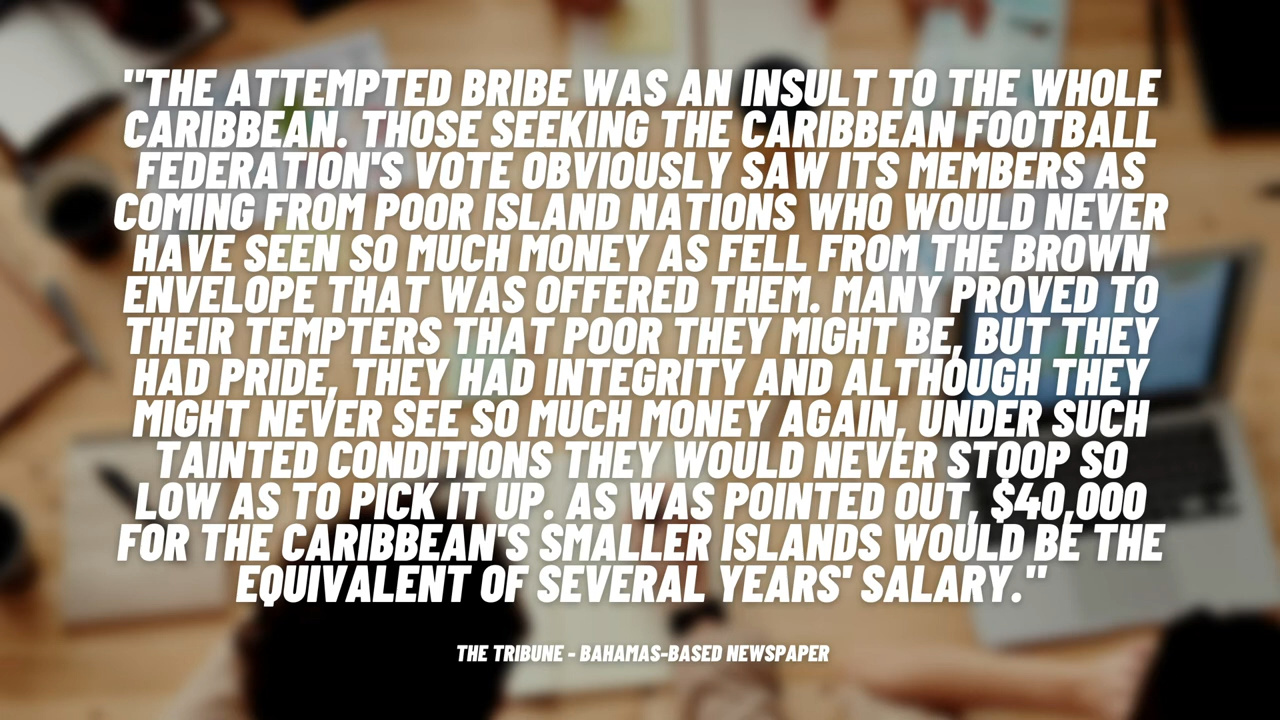 "THE ATTEMPTED BRIBE WAS AN INSULT TO THE WHOLE
CARIBBEAN. THOSE SEEKING THE CARIBBEAN FOOTBALL
FEDERATION'S VOTE OBVIOUSLY SAW ITS MEMBERS AS
COMING FROM POOR ISLAND NATIONS WHO WOULD NEVER
HAVE SEEN SO MUCH MONEY AS FELL FROM THE BROWN
ENVELOPE THAT WAS OFFERED THEM. MANY PROVED TO
THEIR TEMPTERS THAT POOR THEY MIGHT BE, BUT THEY
HAD PRIDE, THEY HAD INTEGRITY AND ALTHOUGH THEY
MIGHT NEVER SEE SO MUCH MONEY AGAIN, UNDER SUCH
TAINTED CONDITIONS THEY WOULD NEVER STOOP SO
LOW AS TO PICK IT UP. AS WAS POINTED OUT, $40,000
FOR THE CARIBBEAN'S SMALLER ISLANDS WOULD BE THE
EQUIVALENT OF SEVERAL YEARS' SALARY."
THE TRIBUNE - BAHAMAS-BASED NEWSPAPER